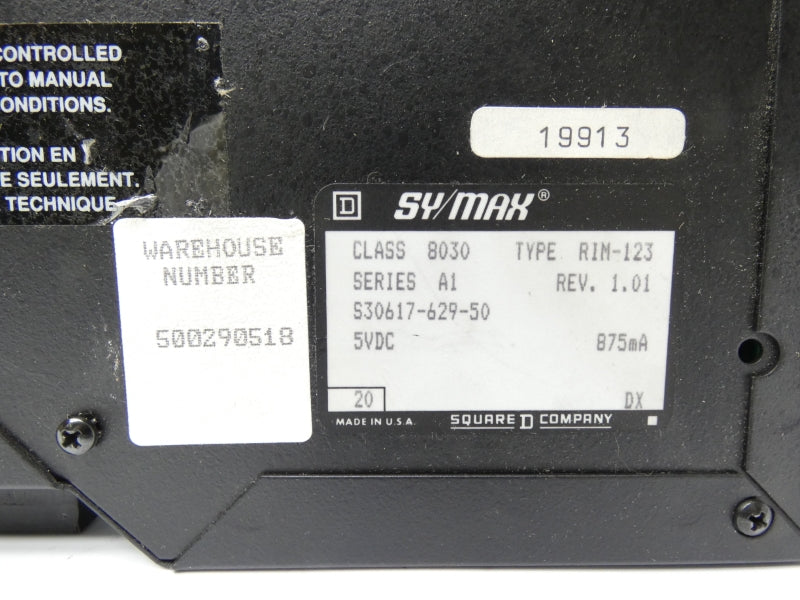 CONTROLLED
TO MANUAL
CONDITIONS.
TION EN
E SEULEMENT.
TECHNIQUE
19913
WAREHOUSE
NUMBER
500290518
D SY/MAX®
CLASS 8030 TYPE RIM-123
SERIES A1 REV. 1.01
S30617-629-50
5VDC 875mA
20 DX
MADE IN U.S.A. SQUARE D COMPANY